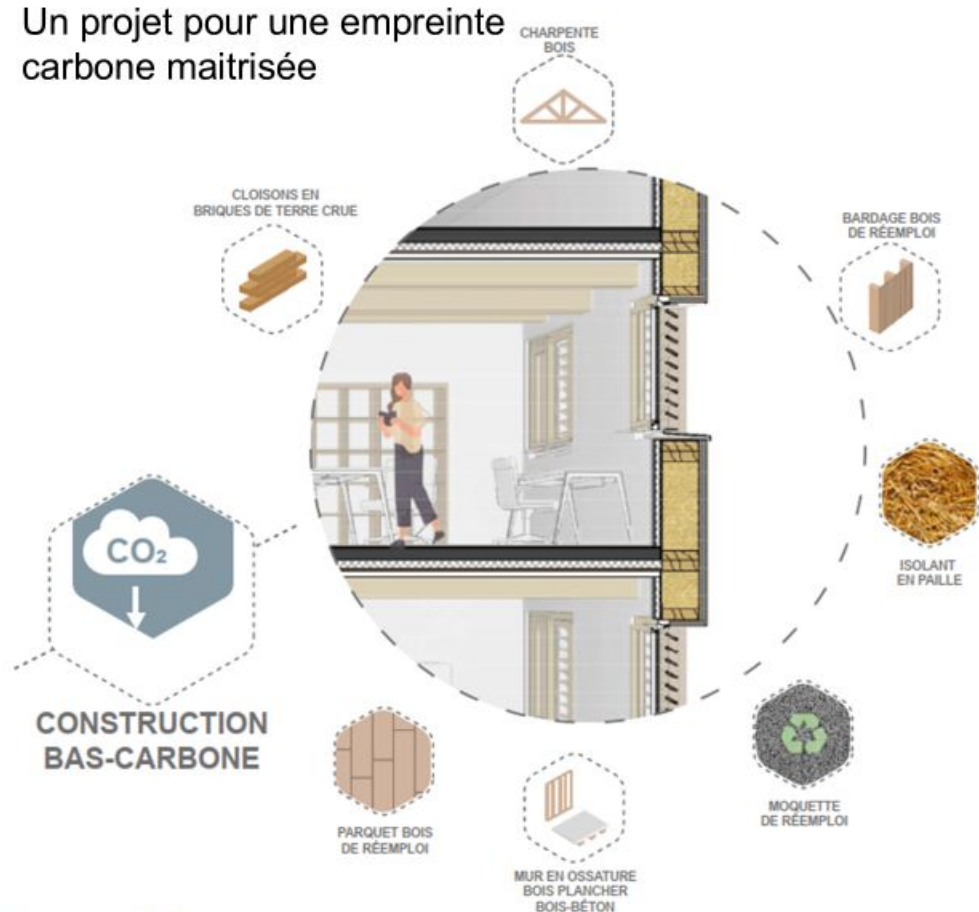 Un projet pour une empreinte
carbone maitrisée
CHARPENTE
BOIS
CLOISONS EN
BRIQUES DE TERRE CRUE
BARDAGE BOIS
DE RÉEMPLOI
CO₂
ISOLANT
EN PAILLE
CONSTRUCTION
BAS-CARBONE
PARQUET BOIS
DE RÉEMPLOI
MOQUETTE
DE RÉEMPLOI
MUR EN OSSATURE
BOIS PLANCHER
BOIS-BÉTON